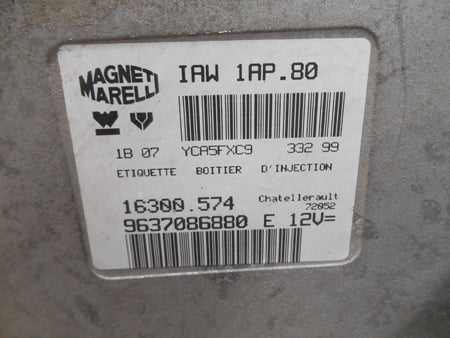 MAGNETI MARELLI
IAW 1AP.80
1B 07 YCA5FXC9 332 99
ETIQUETTE BOITIER D'INJECTION
16300.574 Chatellerault
72052
9637086880 E 12V=